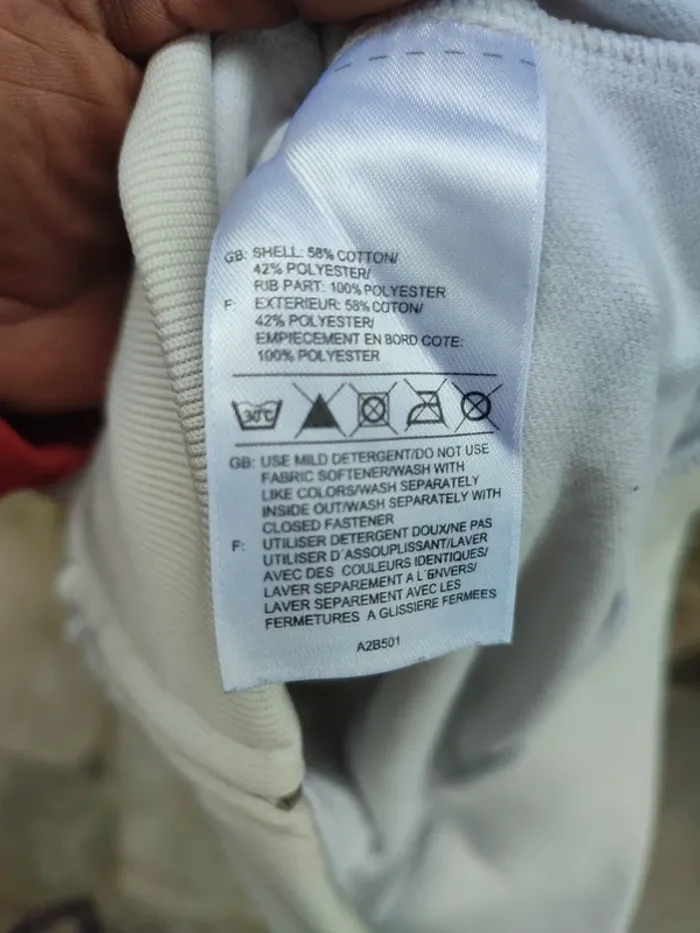 GB: SHELL: 58% COTTON/
42% POLYESTER/
RIB PART: 100% POLYESTER
F: EXTERIEUR: 58% COTON/
42% POLYESTER/
EMPIECEMENT EN BORD COTE:
100% POLYESTER
30°C
GB: USE MILD DETERGENT/DO NOT USE
FABRIC SOFTENER/WASH WITH
LIKE COLORS/WASH SEPARATELY
INSIDE OUT/WASH SEPARATELY WITH
CLOSED FASTENER
F: UTILISER DETERGENT DOUX/NE PAS
UTILISER D'ASSOUPLISSANT/LAVER
AVEC DES COULEURS IDENTIQUES/
LAVER SEPAREMENT A L'ENVERS/
LAVER SEPAREMENT AVEC LES
FERMETURES A GLISSIERE FERMEES
A2B501